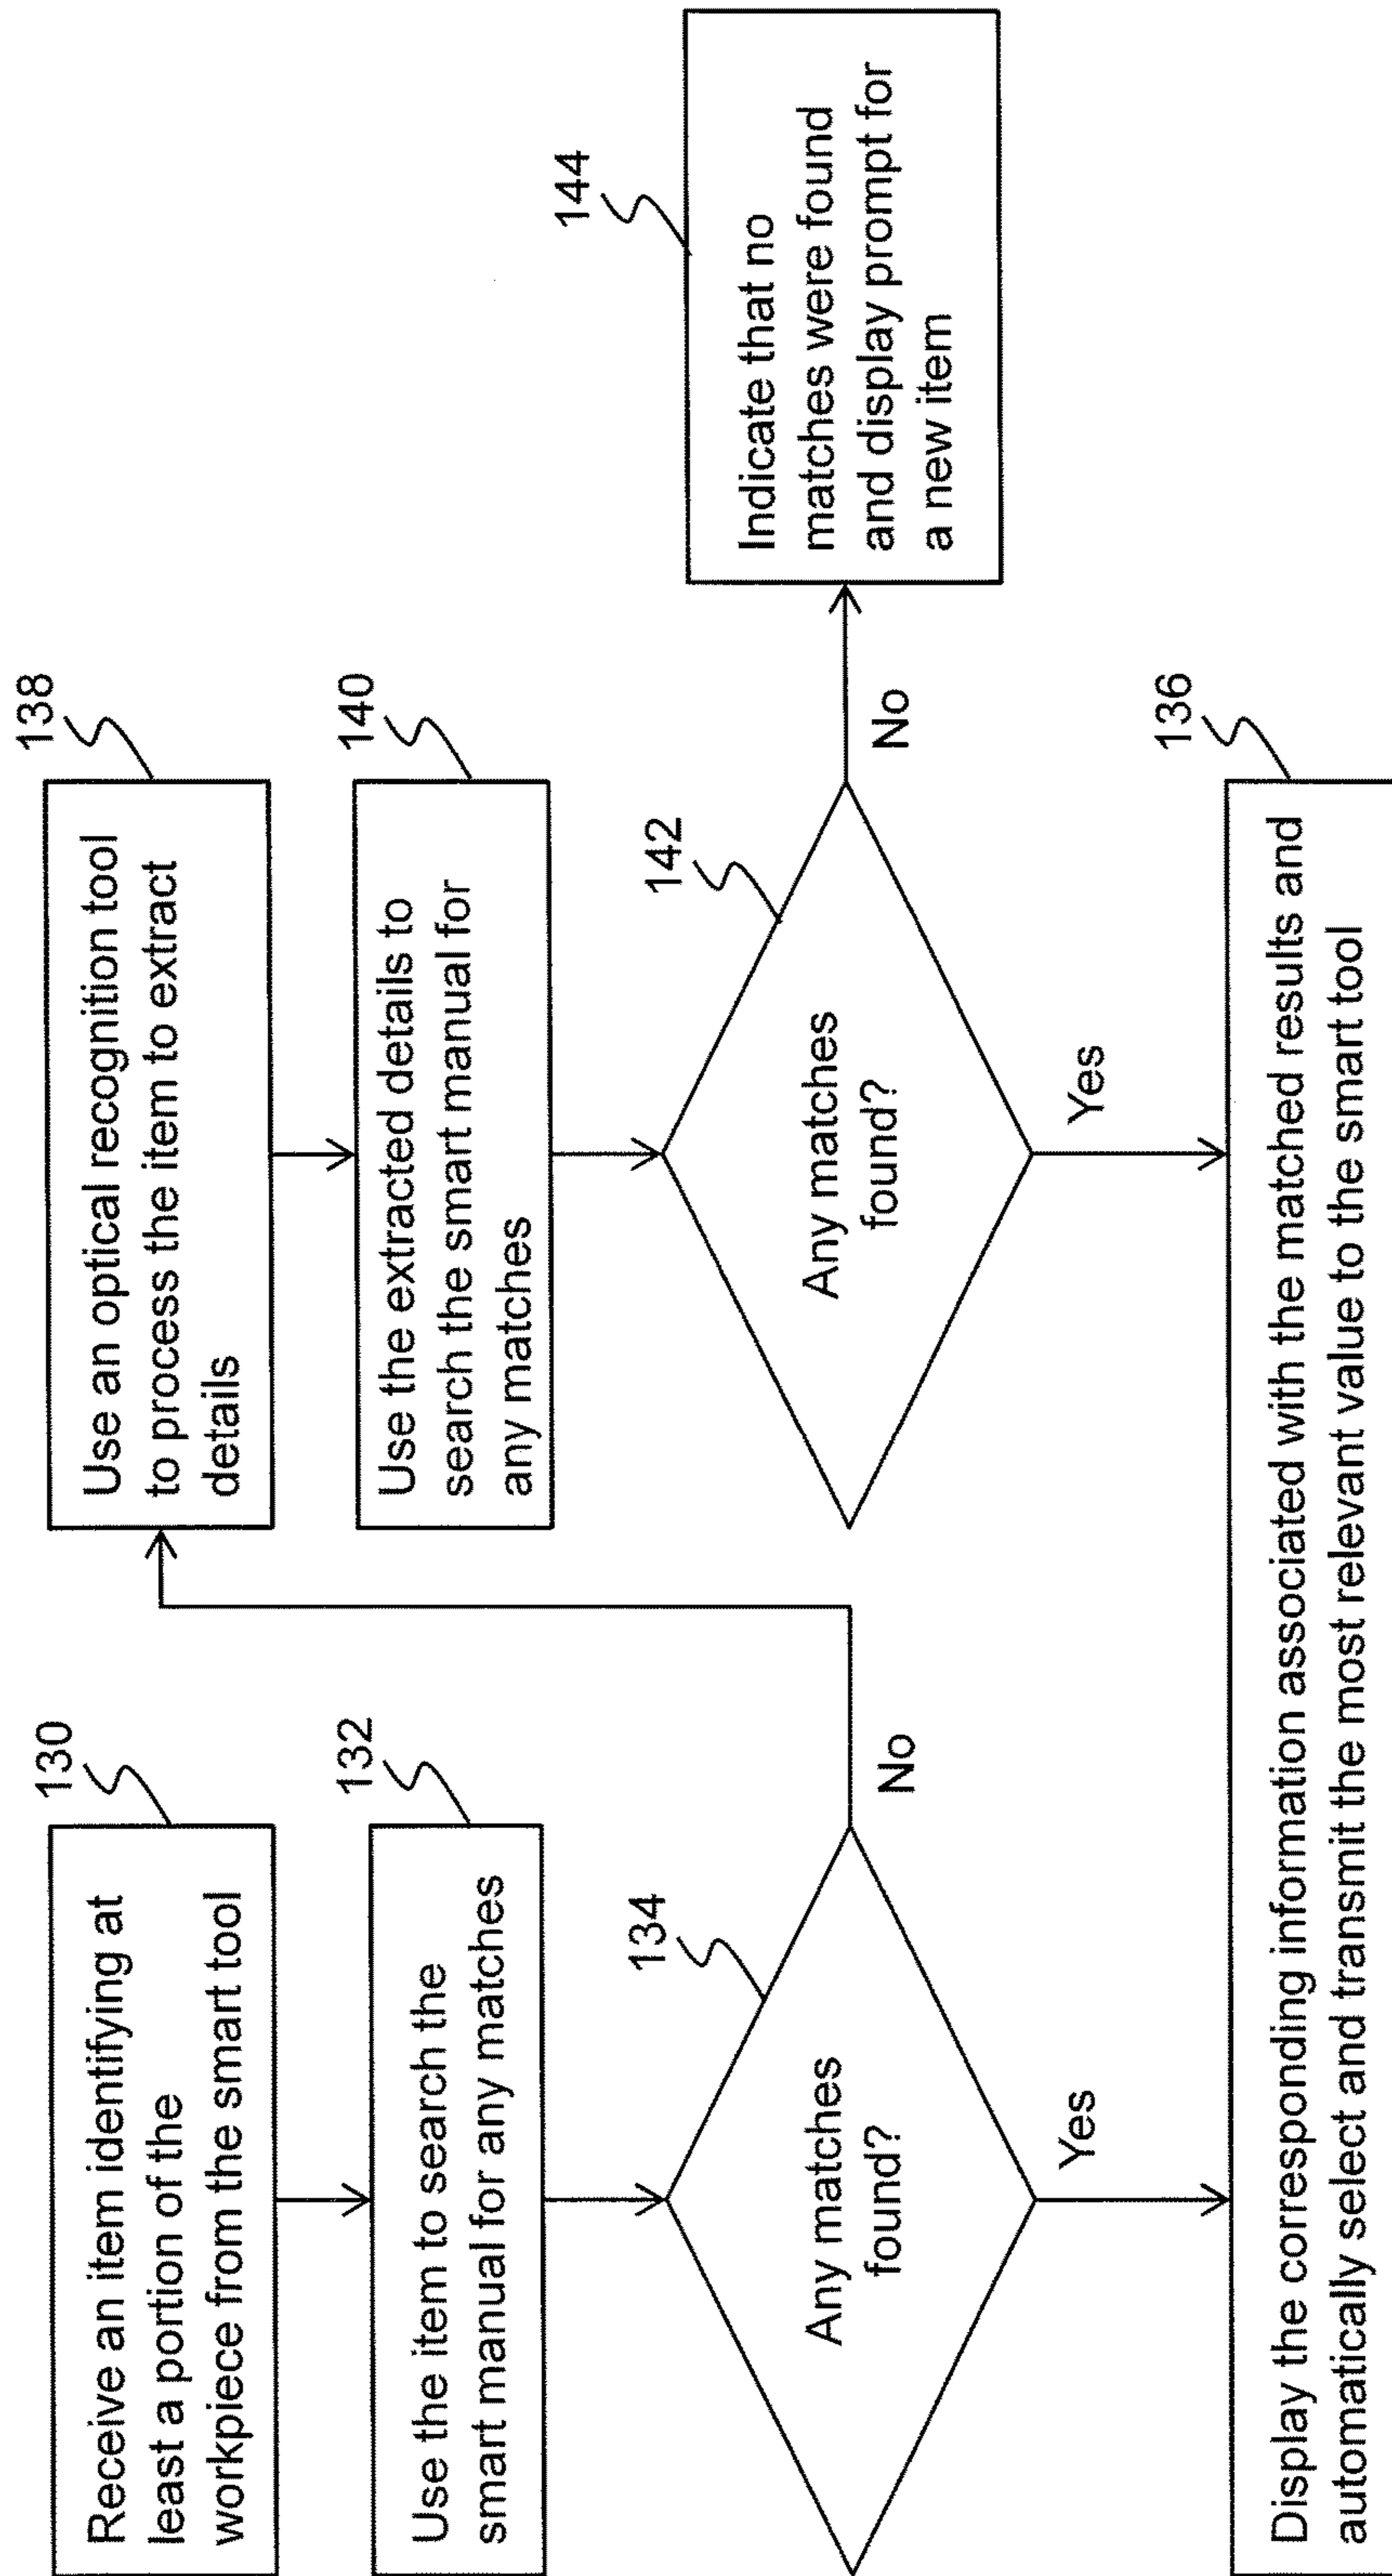 130
Receive an item identifying at
least a portion of the
workpiece from the smart tool
132
Use the item to search the
smart manual for any matches
134
Any matches
found?
No
Yes
138
Use an optical recognition tool
to process the item to extract
details
140
Use the extracted details to
search the smart manual for
any matches
142
Any matches
found?
No
Yes
144
Indicate that no
matches were found
and display prompt for
a new item
136
Display the corresponding information associated with the matched results and
automatically select and transmit the most relevant value to the smart tool